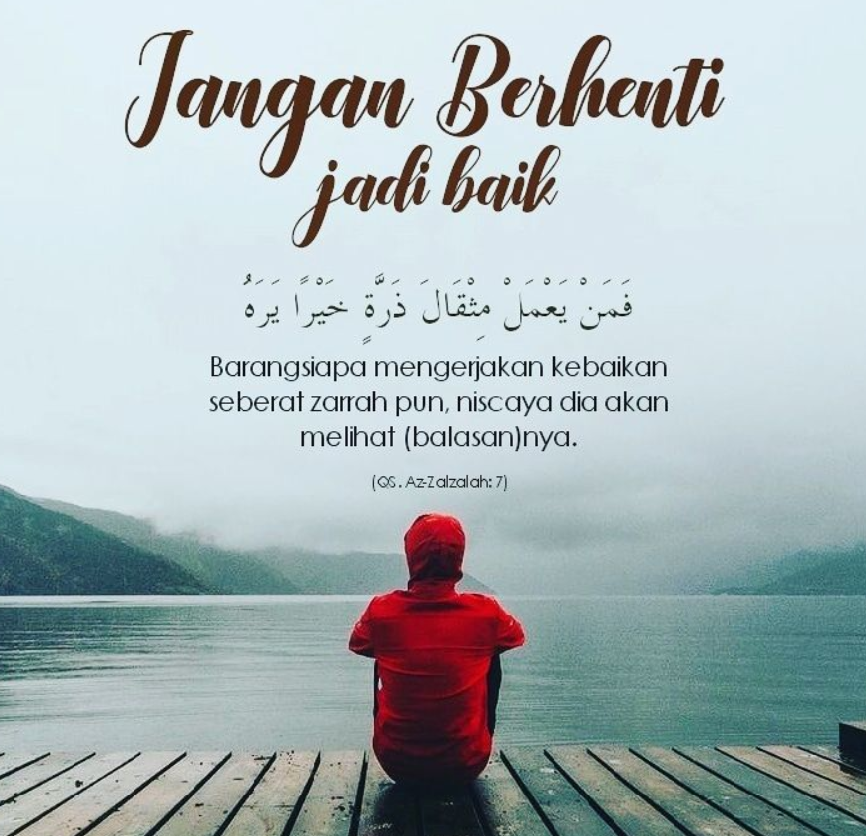 Jangan Berhenti
jadi baik
فَمَنْ يَعْمَلْ مِثْقَالَ ذَرَّةٍ خَيْرًا يَرَهُ
Barangsiapa mengerjakan kebaikan
seberat zarrah pun, niscaya dia akan
melihat (balasan)nya.
(QS. Az-Zalzalah: 7)